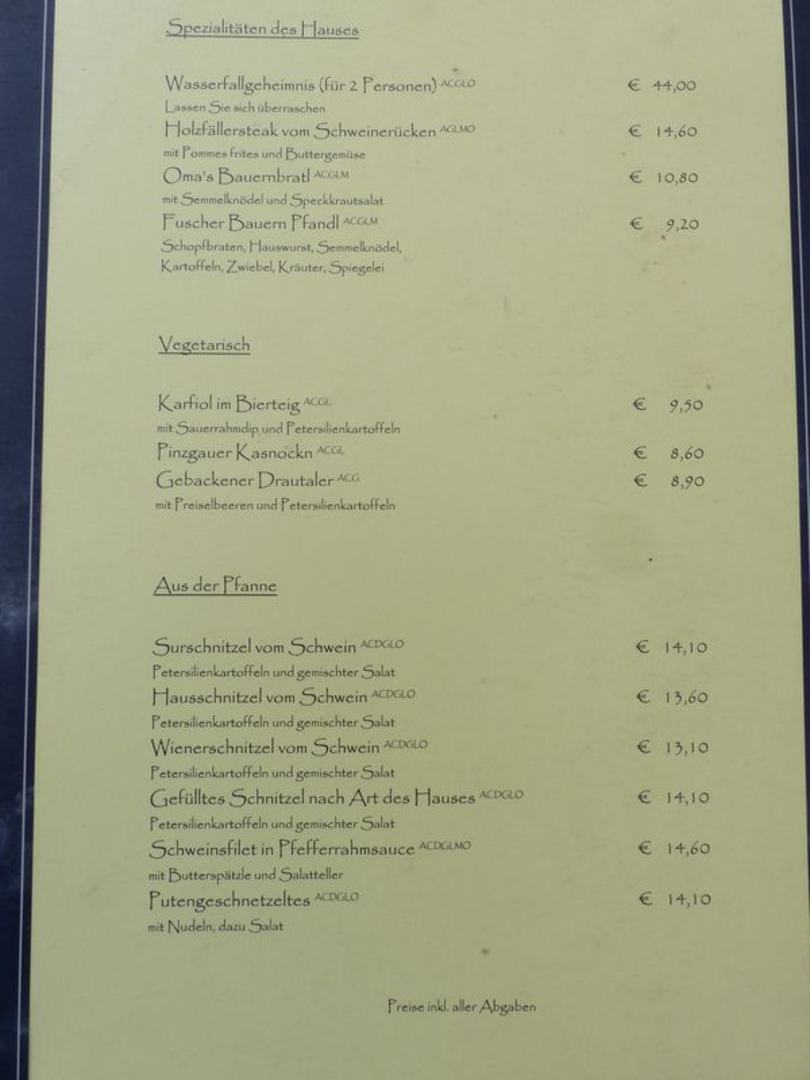 Spezialitäten des Hauses
Wasserfallgeheimnis (für 2 Personen) ACGLO € 44,00
Lassen Sie sich überraschen
Holzfällersteak vom Schweinerücken AGLMO € 14,60
mit Pommes frites und Buttergemüse
Oma's Bauernbratl ACGLM € 10,80
mit Semmelknödel und Speckkrautsalat
Fuscher Bauern Pfandl ACGLM € 9,20
Schopfbraten, Hauswurst, Semmelknödel,
Kartoffeln, Zwiebel, Kräuter, Spiegelei
Vegetarisch
Karfiol im Bierteig ACGL € 9,50
mit Sauerrahmdip und Petersilienkartoffeln
Pinzgauer Kasnockn ACGL € 8,60
Gebackener Drautaler ACG € 8,90
mit Preiselbeeren und Petersilienkartoffeln
Aus der Pfanne
Surschnitzel vom Schwein ACDGLO € 14,10
Petersilienkartoffeln und gemischter Salat
Hausschnitzel vom Schwein ACDGLO € 13,60
Petersilienkartoffeln und gemischter Salat
Wienerschnitzel vom Schwein ACDGLO € 13,10
Petersilienkartoffeln und gemischter Salat
Gefülltes Schnitzel nach Art des Hauses ACDGLO € 14,10
Petersilienkartoffeln und gemischter Salat
Schweinsfilet in Pfefferrahmsauce ACDGLMO € 14,60
mit Butterspätzle und Salatteller
Putengeschnetzeltes ACDGLO € 14,10
mit Nudeln, dazu Salat
Preise inkl. aller Abgaben